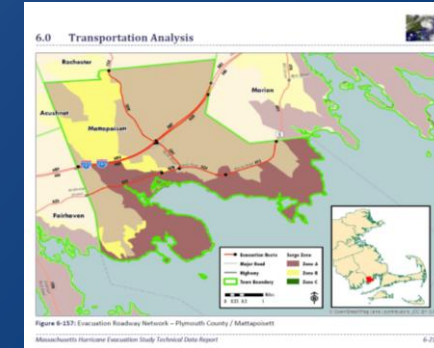 6.0 Transportation Analysis
Rochester
Marion
Acushnet
Mattapoisett
Fairhaven
Evacuation Route
Major Road
Highway
Town Boundary
Surge Zone
Zone A
Zone B
Zone C
Figure 6-157: Evacuation Roadway Network – Plymouth County / Mattapoisett
Massachusetts Hurricane Evacuation Study Technical Data Report